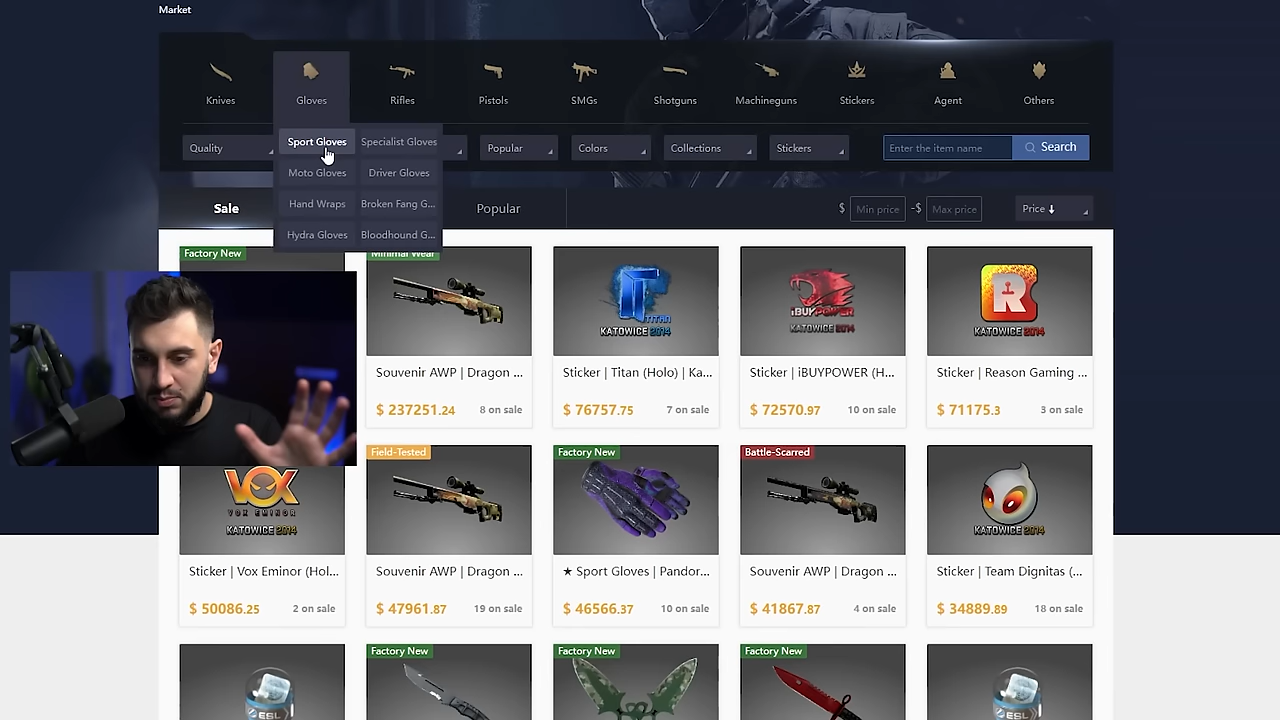 Market
Knives
Gloves
Rifles
Pistols
SMGs
Shotguns
Machineguns
Stickers
Agent
Others
Quality
Sport Gloves
Specialist Gloves
Popular
Colors
Collections
Stickers
Enter the item name
Search
Moto Gloves
Driver Gloves
Hand Wraps
Broken Fang G...
Hydra Gloves
Bloodhound G...
Sale
Popular
$ Min price -$ Max price
Price
Factory New
Minimal Wear
TITAN
KATOWICE 2014
iBUYPOWER
KATOWICE 2014
R
KATOWICE 2014
Souvenir AWP | Dragon ...
$ 237251.24 8 on sale
Sticker | Titan (Holo) | Ka...
$ 76757.75 7 on sale
Sticker | iBUYPOWER (H...
$ 72570.97 10 on sale
Sticker | Reason Gaming ...
$ 71175.3 3 on sale
VOX
VOX EMINOR
KATOWICE 2014
Field-Tested
Factory New
Battle-Scarred
KATOWICE 2014
Sticker | Vox Eminor (Hol...
$ 50086.25 2 on sale
Souvenir AWP | Dragon ...
$ 47961.87 19 on sale
★ Sport Gloves | Pandor...
$ 46566.37 10 on sale
Souvenir AWP | Dragon ...
$ 41867.87 4 on sale
Sticker | Team Dignitas (...
$ 34889.89 18 on sale
ESL
Factory New
Factory New
Factory New
ESL